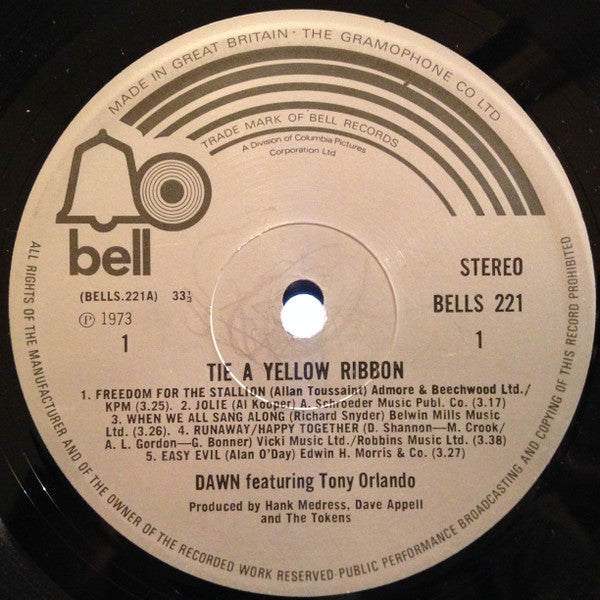 MADE IN GREAT BRITAIN · THE GRAMOPHONE CO LTD
TRADE MARK OF BELL RECORDS
A Division of Columbia Pictures
Corporation Ltd
bell
STEREO
(BELLS.221A) 33⅓
BELLS 221
℗ 1973
1
1
TIE A YELLOW RIBBON
1. FREEDOM FOR THE STALLION (Allan Toussaint) Admore & Beechwood Ltd./
KPM (3.25). 2. JOLIE (Al Kooper) A. Schroeder Music Publ. Co. (3.17)
3. WHEN WE ALL SANG ALONG (Richard Snyder) Belwin Mills Music
Ltd. (3.26). 4. RUNAWAY/HAPPY TOGETHER (D. Shannon—M. Crook/
A. L. Gordon—G. Bonner) Vicki Music Ltd./Robbins Music Ltd. (3.38)
5. EASY EVIL (Alan O'Day) Edwin H. Morris & Co. (3.27)
DAWN featuring Tony Orlando
Produced by Hank Medress, Dave Appell
and The Tokens
ALL RIGHTS OF THE MANUFACTURER AND OF THE OWNER OF THE RECORDED WORK RESERVED·PUBLIC PERFORMANCE BROADCASTING AND COPYING OF THIS RECORD PROHIBITED